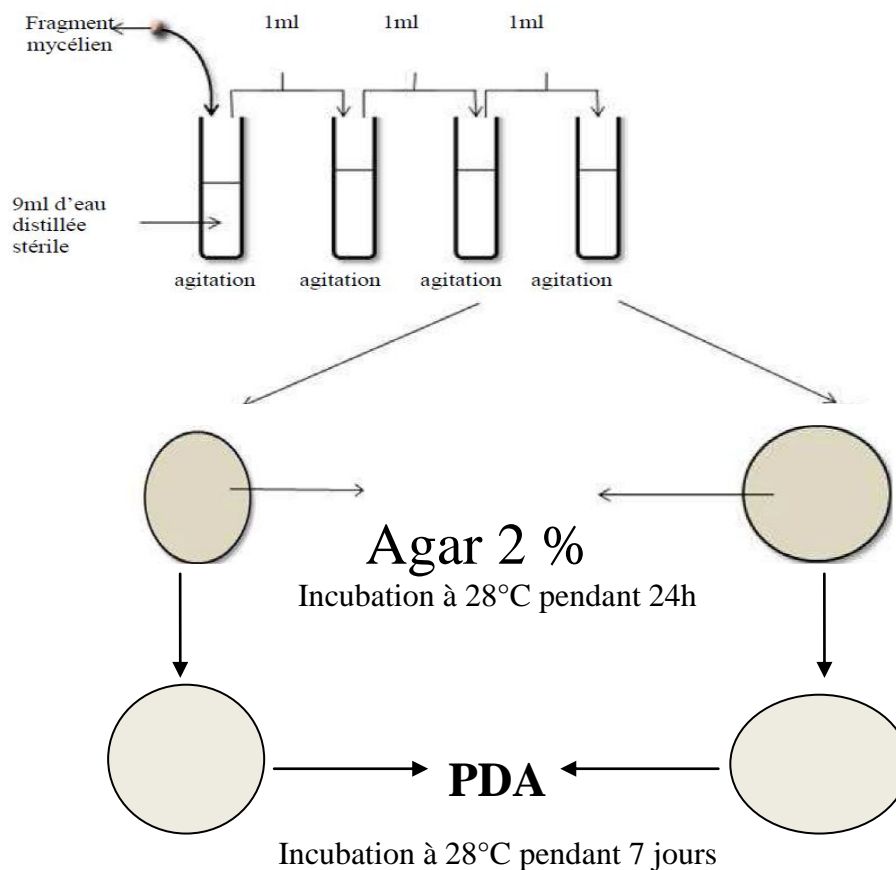 Fragment
mycélien
1ml 1ml 1ml
9ml d’eau
distillée
stérile
agitation agitation agitation agitation
Agar 2 %
Incubation à 28°C pendant 24h
PDA
Incubation à 28°C pendant 7 jours